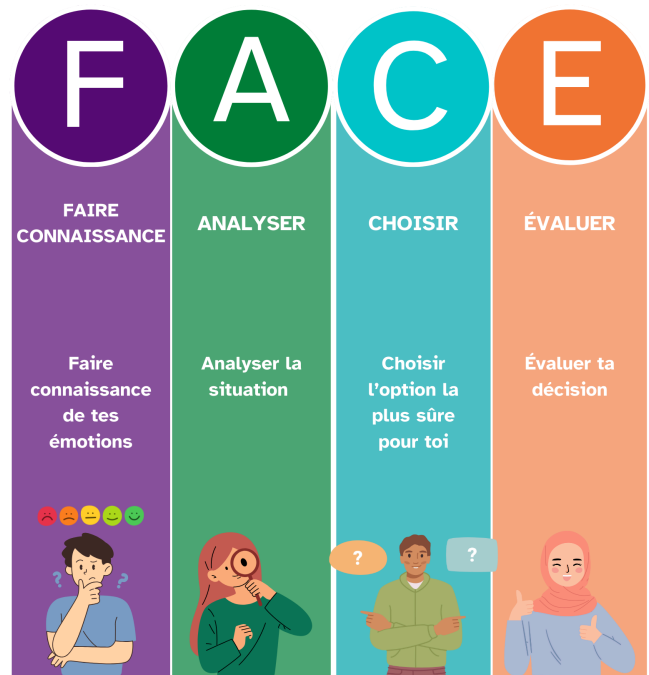 F
A
C
E
FAIRE
CONNAISSANCE
ANALYSER
CHOISIR
ÉVALUER
Faire
connaissance
de tes
émotions
Analyser la
situation
Choisir
l’option la
plus sûre
pour toi
Évaluer ta
décision
?
?
?
?